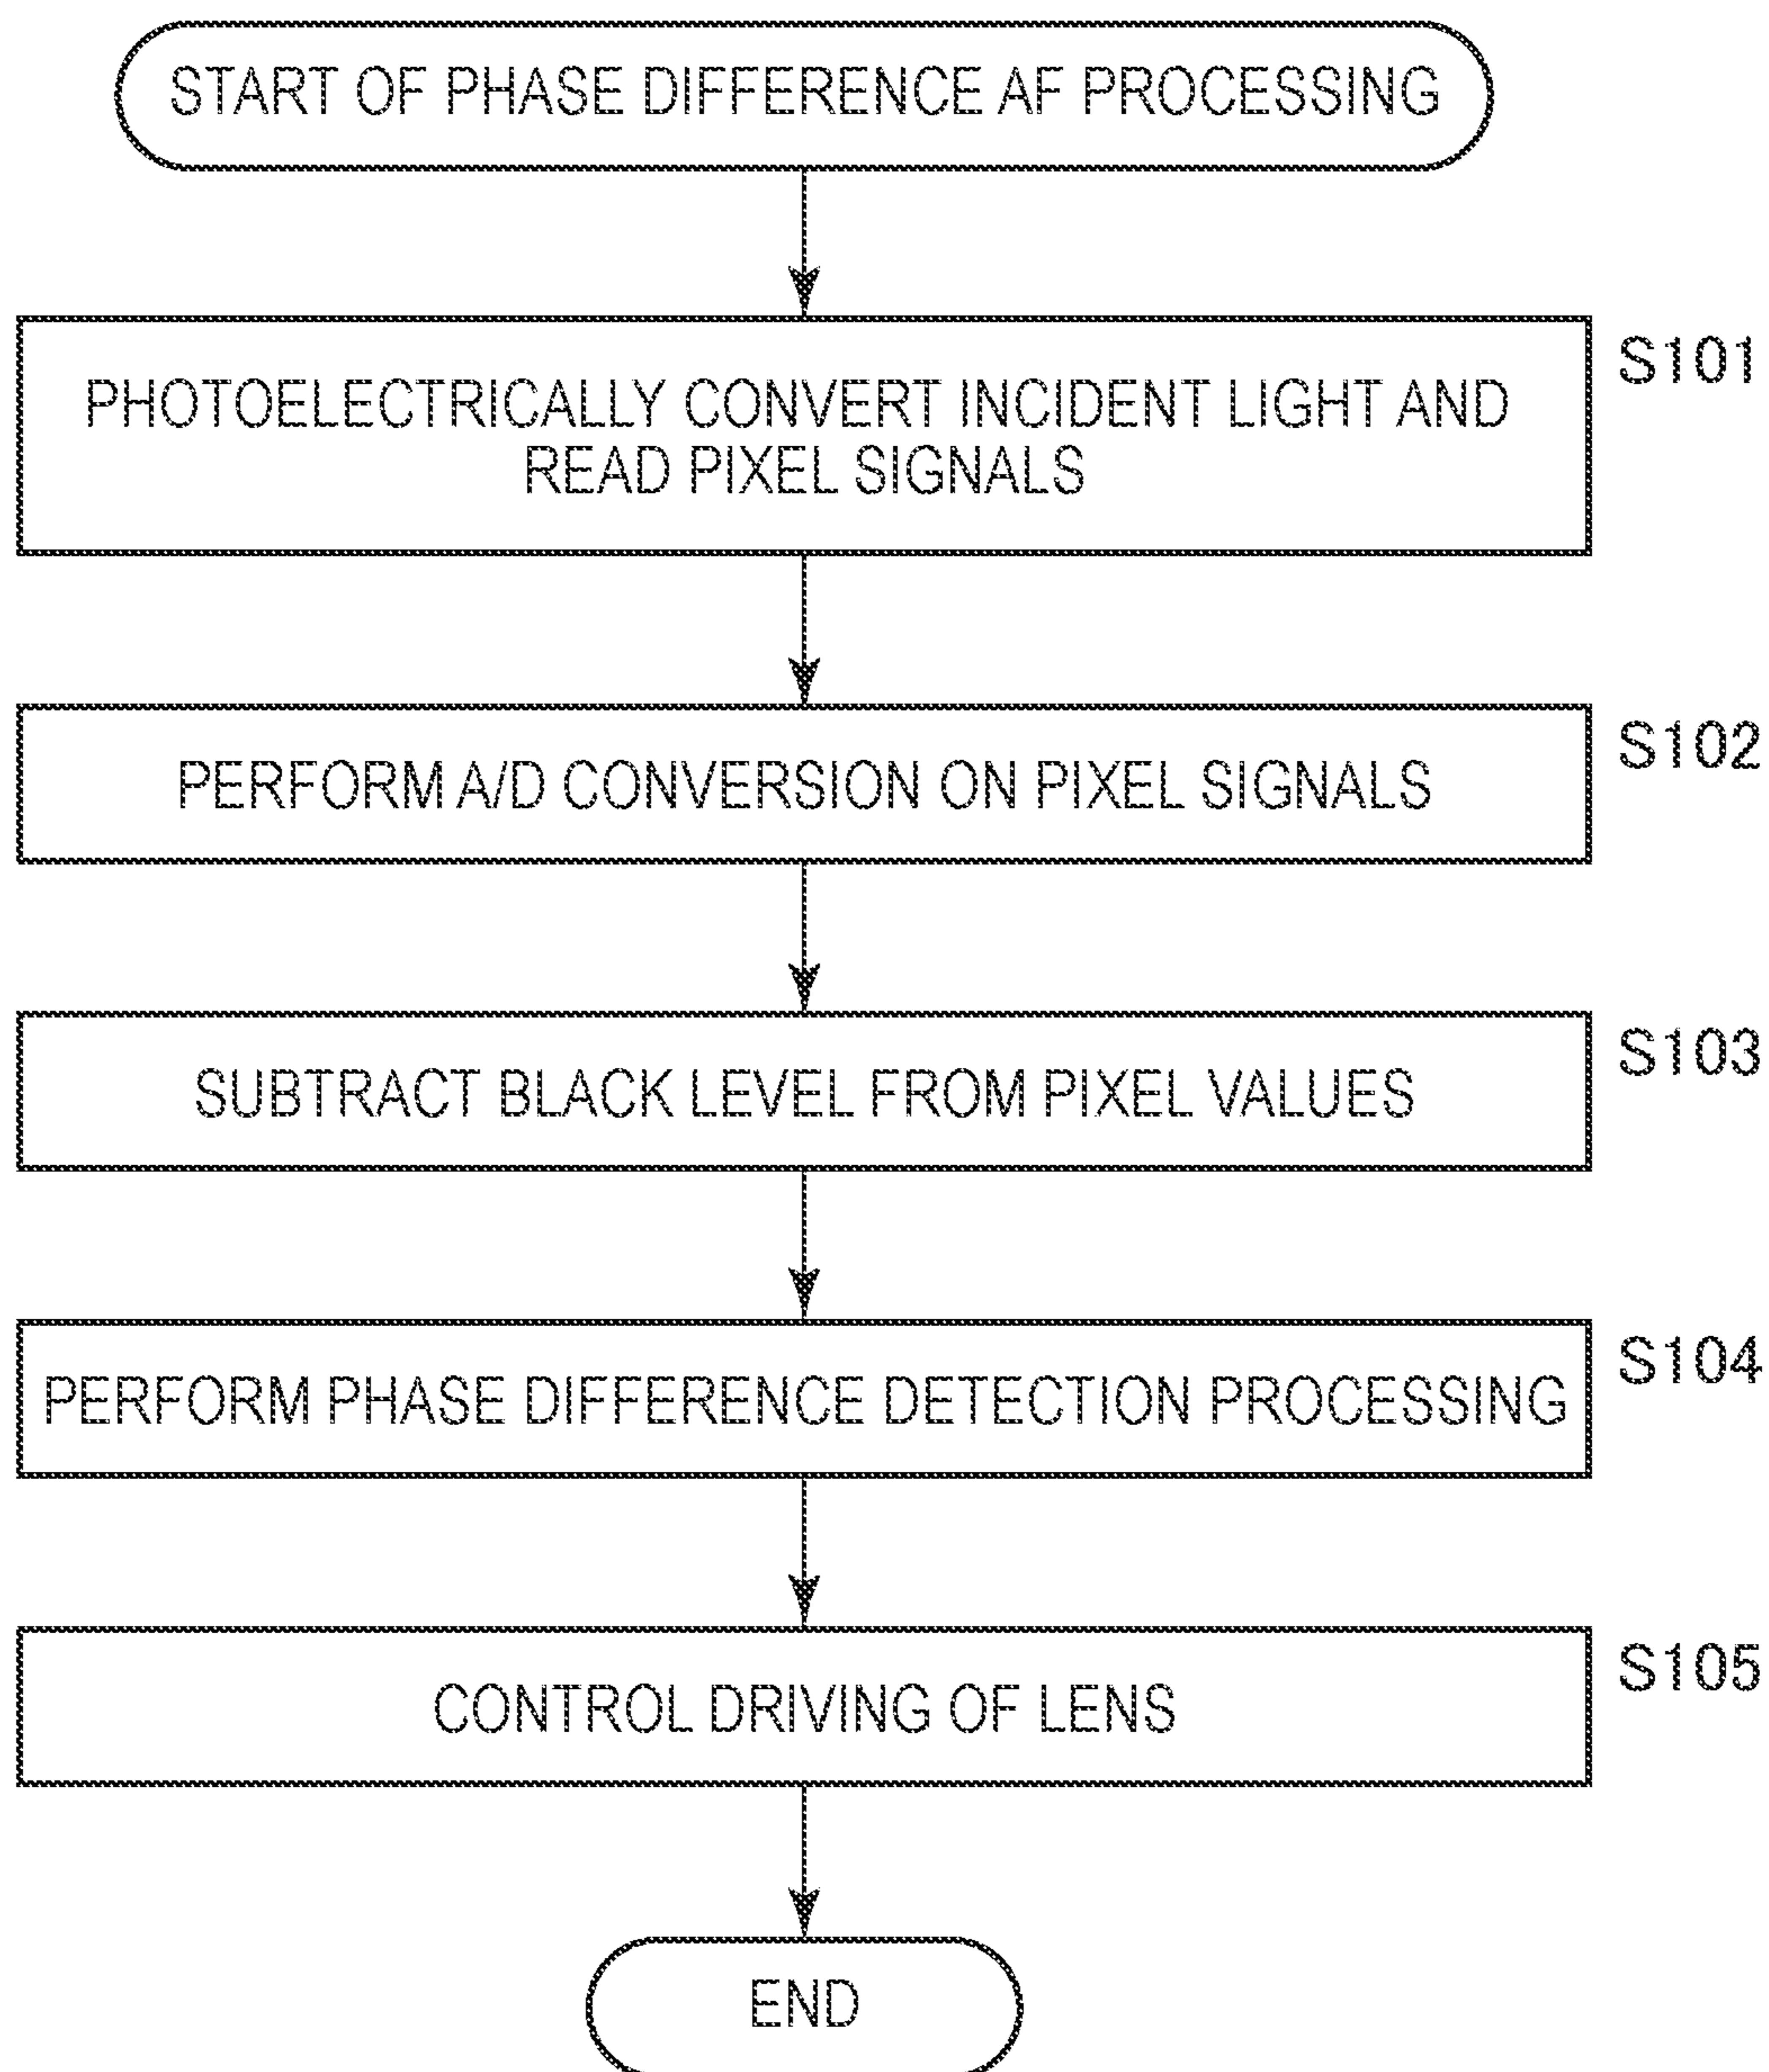 START OF PHASE DIFFERENCE AF PROCESSING
S101
PHOTOELECTRICALLY CONVERT INCIDENT LIGHT AND
READ PIXEL SIGNALS
S102
PERFORM A/D CONVERSION ON PIXEL SIGNALS
S103
SUBTRACT BLACK LEVEL FROM PIXEL VALUES
S104
PERFORM PHASE DIFFERENCE DETECTION PROCESSING
S105
CONTROL DRIVING OF LENS
END